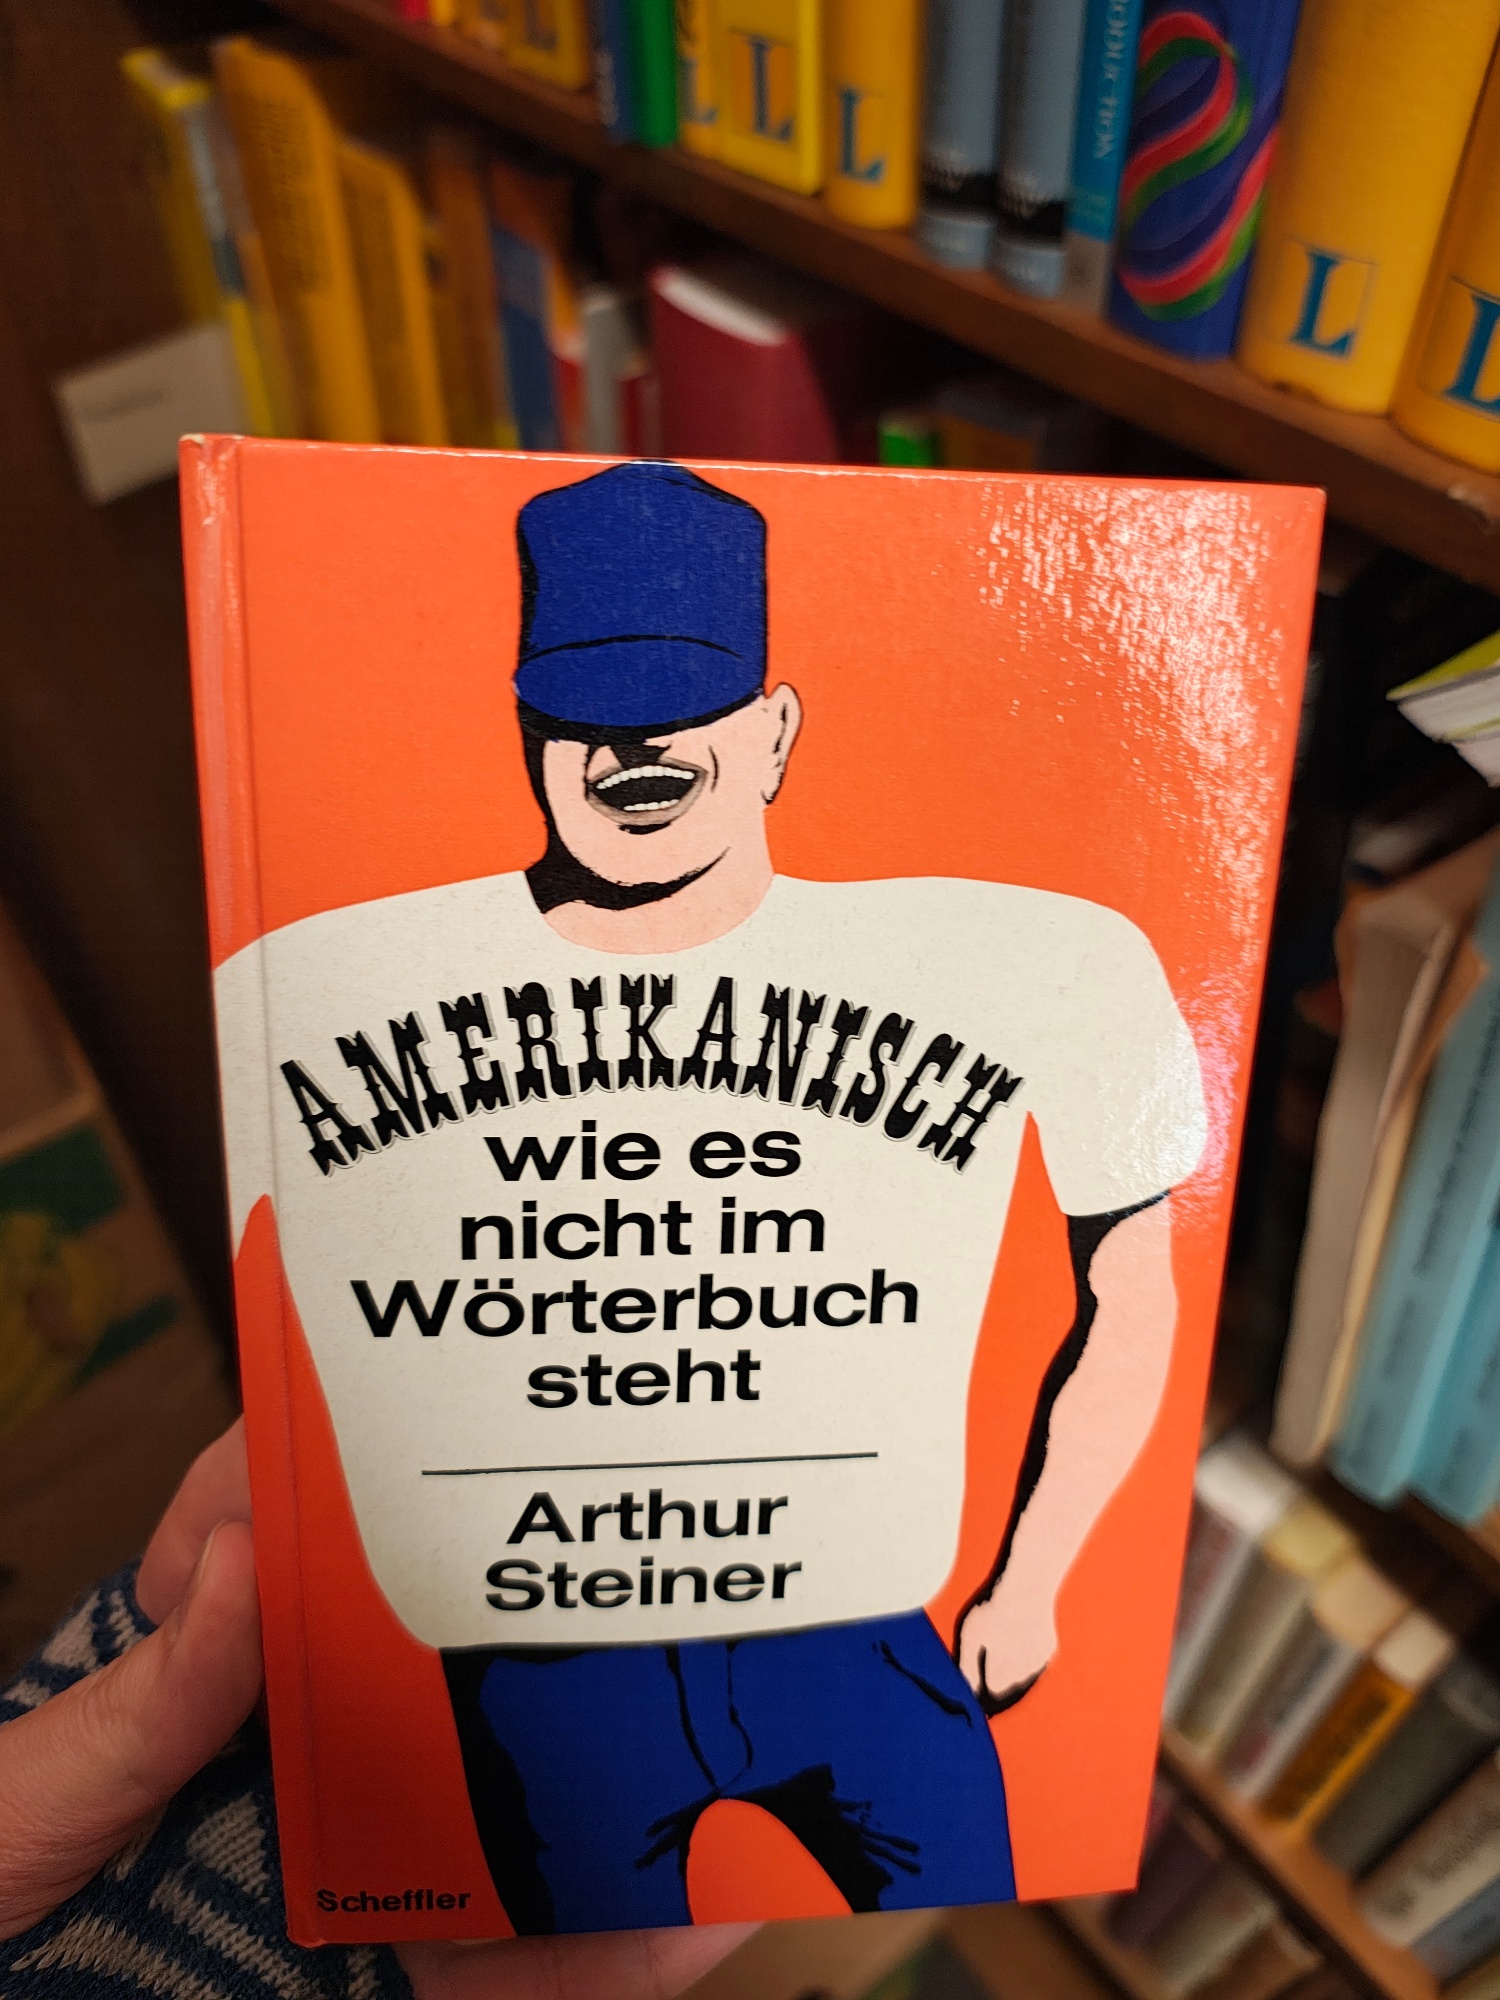 L
L
L
L
L
L
AMERIKANISCH
wie es
nicht im
Wörterbuch
steht
Arthur
Steiner
Scheffler